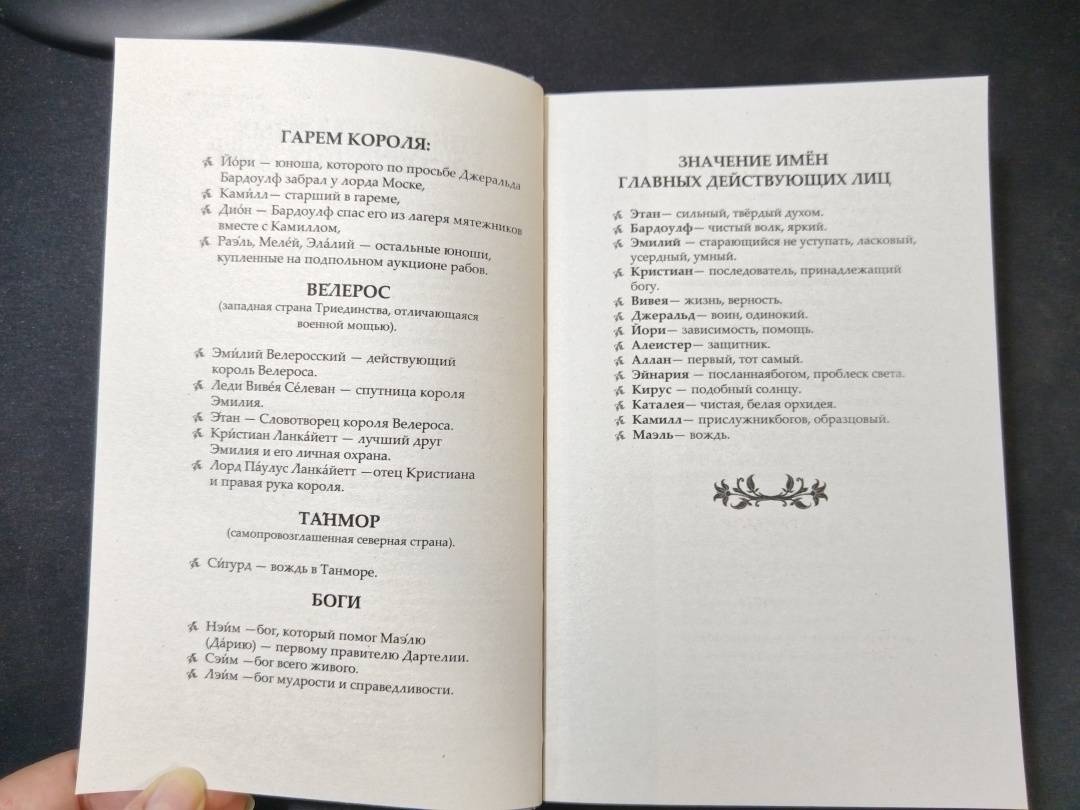 ГАРЕМ КОРОЛЯ:
Йо́ри — юноша, которого по просьбе Джеральда
Бардоулф забрал у лорда Моске,
Ками́лл— старший в гареме,
Дио́н — Бардоулф спас его из лагеря мятежников
вместе с Камиллом,
Раэ́ль, Меле́й, Эла́лий — остальные юноши,
купленные на подпольном аукционе рабов.
ВЕЛЕРОС
(западная страна Триединства, отличающаяся
военной мощью).
Эми́лий Велеросский — действующий
король Велероса.
Леди Виве́я Се́леван — спутница короля
Эмилия.
Э́тан — Словотворец короля Велероса.
Кри́стиан Ланка́йетт — лучший друг
Эмилия и его личная охрана.
Лорд Па́улус Ланка́йетт —отец Кристиана
и правая рука короля.
ТАНМОР
(самопровозглашенная северная страна).
Си́гурд — вождь в Танморе.
БОГИ
Нэи́м —бог, который помог Маэ́лю
(Да́рию) — первому правителю Дартелии.
Сэи́м —бог всего живого.
Лэи́м —бог мудрости и справедливости.
ЗНАЧЕНИЕ ИМЁН
ГЛАВНЫХ ДЕЙСТВУЮЩИХ ЛИЦ
Этан— сильный, твёрдый духом.
Бардоулф— чистый волк, яркий.
Эмилий — старающийся не уступать, ласковый,
усердный, умный.
Кристиан— последователь, принадлежащий
богу.
Вивея— жизнь, верность.
Джеральд— воин, одинокий.
Йори— зависимость, помощь.
Алеистер— защитник.
Аллан— первый, тот самый.
Эйнария — посланнаябогом, проблеск света.
Кирус — подобный солнцу.
Каталея— чистая, белая орхидея.
Камилл— прислужникбогов, образцовый.
Маэль— вождь.